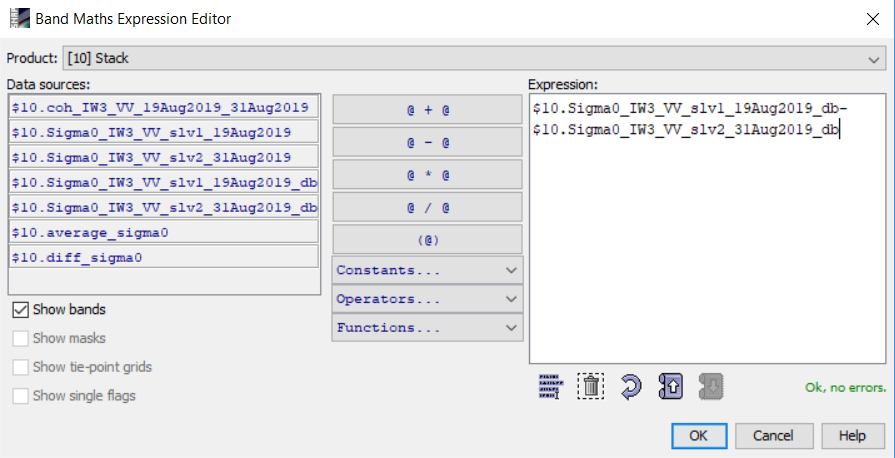 Band Maths Expression Editor
Product: [10] Stack
Data sources:
$10.coh_IW3_VV_19Aug2019_31Aug2019
$10.Sigma0_IW3_VV_slv1_19Aug2019
$10.Sigma0_IW3_VV_slv2_31Aug2019
$10.Sigma0_IW3_VV_slv1_19Aug2019_db
$10.Sigma0_IW3_VV_slv2_31Aug2019_db
$10.average_sigma0
$10.diff_sigma0
Show bands
Show masks
Show tie-point grids
Show single flags
@ + @
@ - @
@ * @
@ / @
(@)
Constants...
Operators...
Functions...
Expression:
$10.Sigma0_IW3_VV_slv1_19Aug2019_db-
$10.Sigma0_IW3_VV_slv2_31Aug2019_db
Ok, no errors.
OK
Cancel
Help